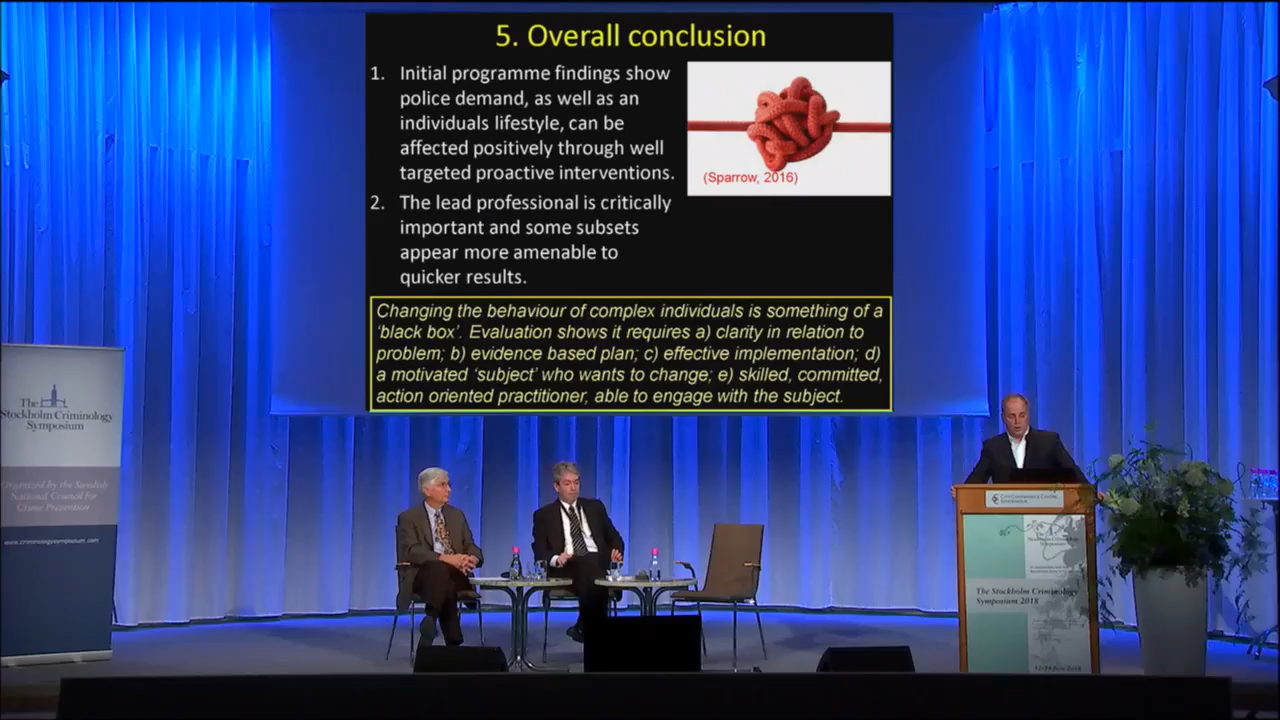 5. Overall conclusion
1. Initial programme findings show
police demand, as well as an
individuals lifestyle, can be
affected positively through well
targeted proactive interventions.
2. The lead professional is critically
important and some subsets
appear more amenable to
quicker results.
(Sparrow, 2016)
Changing the behaviour of complex individuals is something of a
‘black box’. Evaluation shows it requires a) clarity in relation to
problem; b) evidence based plan; c) effective implementation; d)
a motivated ‘subject’ who wants to change; e) skilled, committed,
action oriented practitioner, able to engage with the subject.
The
Stockholm Criminology
Symposium
Organized by the Swedish
National Council for
Crime Prevention
www.criminologysymposium.com
The Stockholm Criminology
Symposium 2018